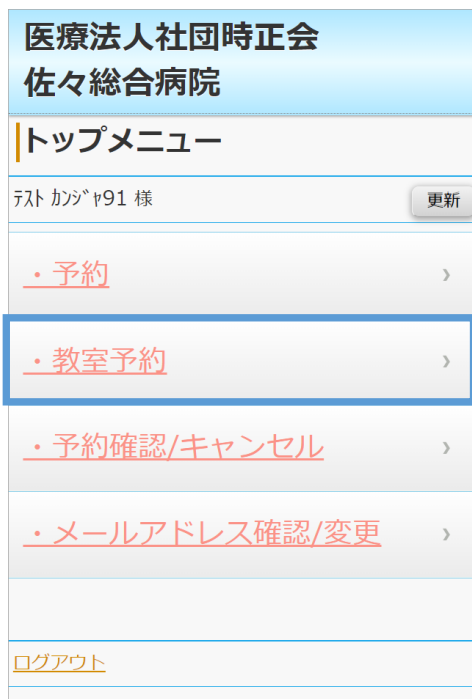 医療法人社団時正会
佐々総合病院
トップメニュー
ﾃｽﾄ ｶﾝｼﾞｬ91 様
更新
・予約
・教室予約
・予約確認/キャンセル
・メールアドレス確認/変更
ログアウト